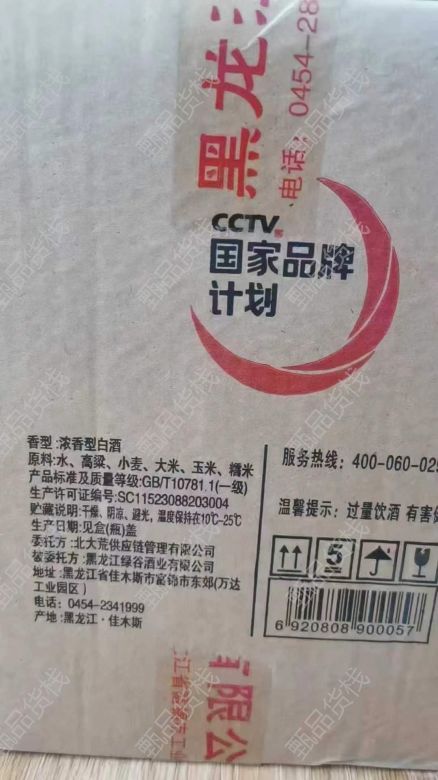 黑龙江
电话：0454-28
CCTV
国家品牌
计划
香型:浓香型白酒
原料:水、高粱、小麦、大米、玉米、糯米
产品标准及质量等级:GB/T10781.1(一级)
生产许可证编号:SC11523088203004
贮藏说明:干燥、阴凉、避光，温度保持在10℃-25℃
生产日期:见盒(瓶)盖
委托方:北大荒供应链管理有限公司
被委托方:黑龙江绿谷酒业有限公司
地址:黑龙江省佳木斯市富锦市东郊(万达
工业园区)
电话：0454-2341999
产地:黑龙江·佳木斯
服务热线：400-060-025
温馨提示：过量饮酒 有害健
5
6 920808 900057
有限公
甄品货栈